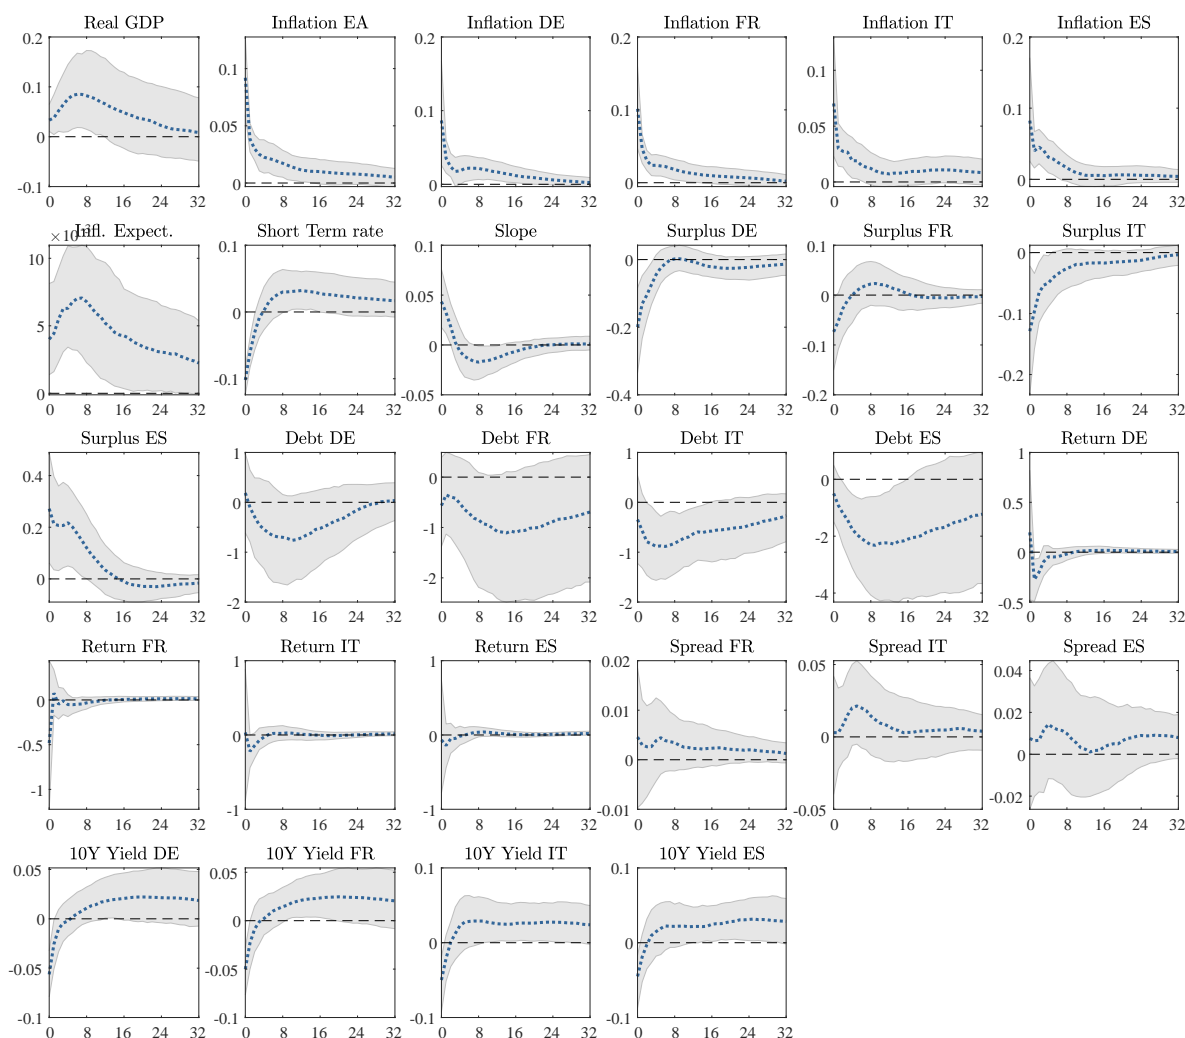 Real GDP
0.2
0.1
0
-0.1
0 8 16 24 32
Inflation EA
0.1
0.05
0
0 8 16 24 32
Inflation DE
0.2
0.1
0
0 8 16 24 32
Inflation FR
0.2
0.1
0
0 8 16 24 32
Inflation IT
0.1
0.05
0
0 8 16 24 32
Inflation ES
0.2
0.1
0
0 8 16 24 32
Infl. Expect.
×10
10
5
0
0 8 16 24 32
Short Term rate
0.1
0
-0.1
0 8 16 24 32
Slope
0.1
0.05
0
-0.05
0 8 16 24 32
Surplus DE
0
-0.2
-0.4
0 8 16 24 32
Surplus FR
0.1
0
-0.1
-0.2
0 8 16 24 32
Surplus IT
0
-0.1
-0.2
0 8 16 24 32
Surplus ES
0.4
0.2
0
0 8 16 24 32
Debt DE
1
0
-1
-2
0 8 16 24 32
Debt FR
0
-1
-2
0 8 16 24 32
Debt IT
1
0
-1
-2
0 8 16 24 32
Debt ES
0
-2
-4
0 8 16 24 32
Return DE
1
0.5
0
-0.5
0 8 16 24 32
Return FR
0
-0.5
-1
0 8 16 24 32
Return IT
1
0
-1
0 8 16 24 32
Return ES
1
0
-1
0 8 16 24 32
Spread FR
0.02
0.01
0
-0.01
0 8 16 24 32
Spread IT
0.05
0
-0.05
0 8 16 24 32
Spread ES
0.04
0.02
0
-0.02
0 8 16 24 32
10Y Yield DE
0.05
0
-0.05
-0.1
0 8 16 24 32
10Y Yield FR
0.05
0
-0.05
-0.1
0 8 16 24 32
10Y Yield IT
0.1
0
-0.1
0 8 16 24 32
10Y Yield ES
0.1
0
-0.1
0 8 16 24 32